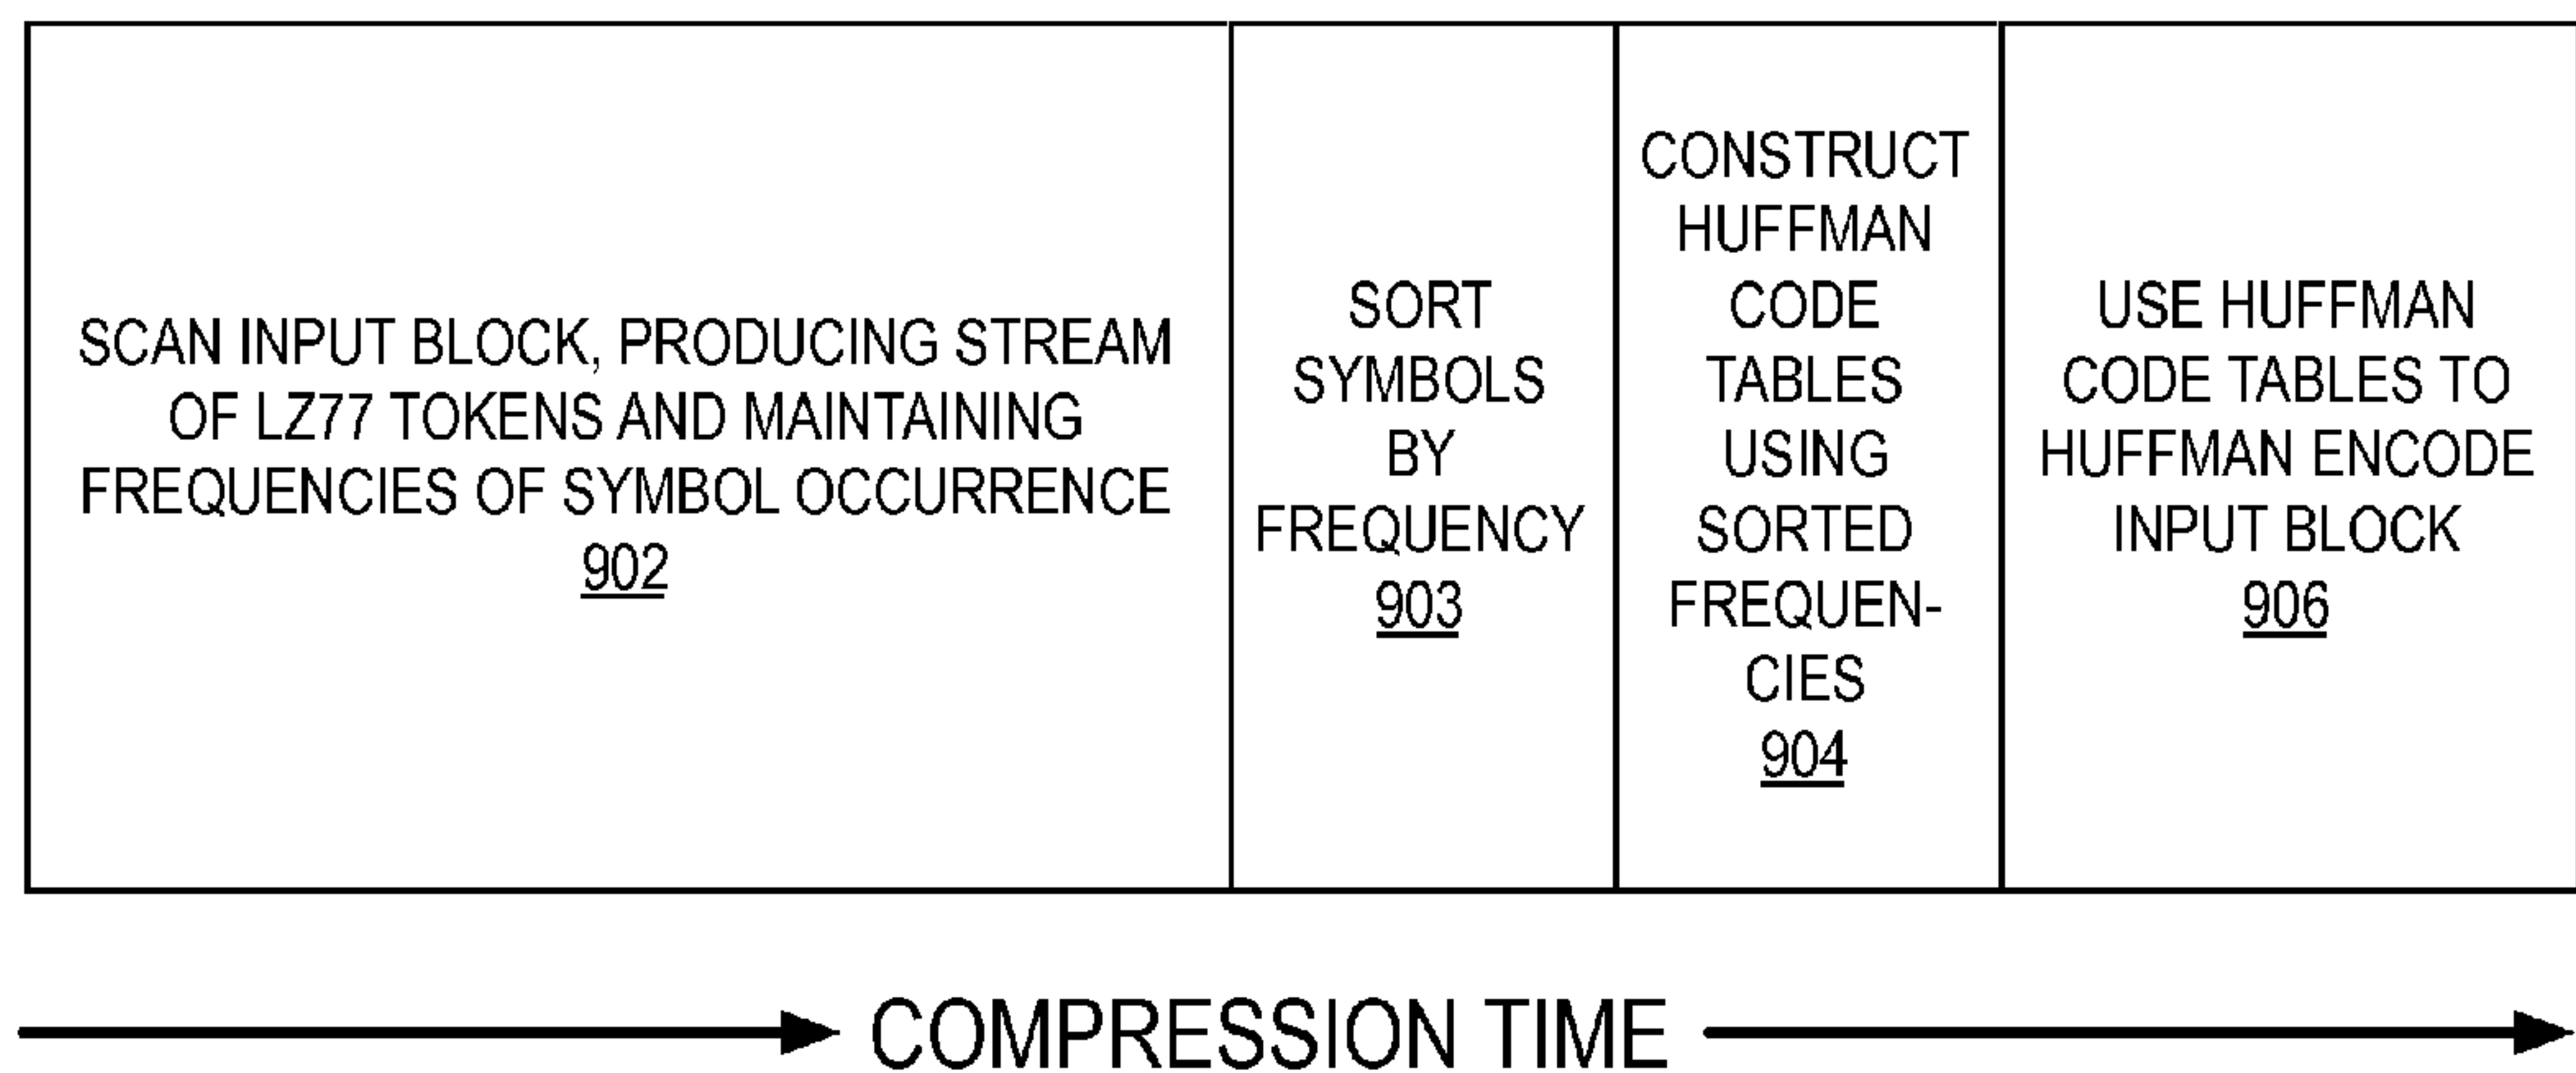 SCAN INPUT BLOCK, PRODUCING STREAM
OF LZ77 TOKENS AND MAINTAINING
FREQUENCIES OF SYMBOL OCCURRENCE
902
SORT
SYMBOLS
BY
FREQUENCY
903
CONSTRUCT
HUFFMAN
CODE
TABLES
USING
SORTED
FREQUEN-
CIES
904
USE HUFFMAN
CODE TABLES TO
HUFFMAN ENCODE
INPUT BLOCK
906
COMPRESSION TIME